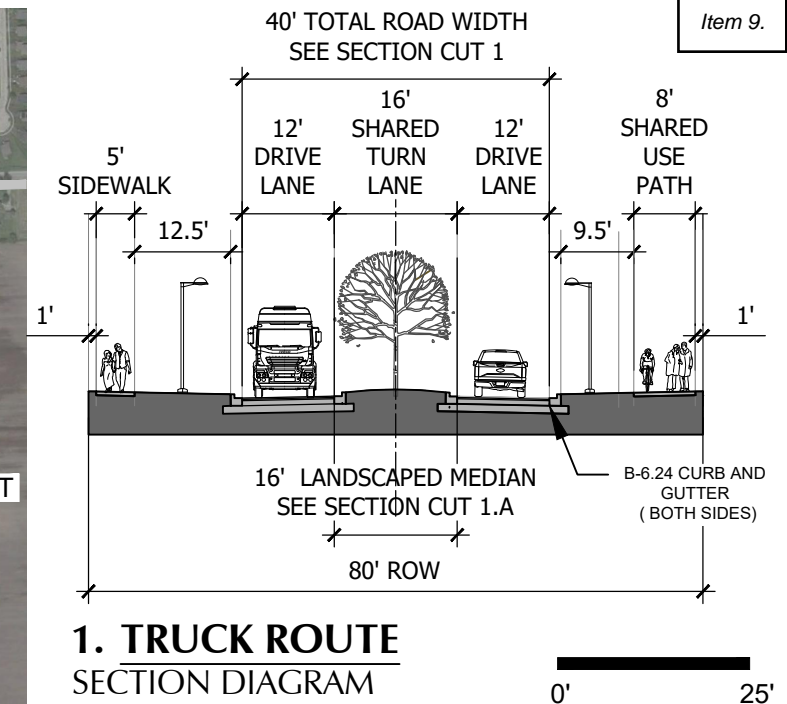 Item 9.
40' TOTAL ROAD WIDTH
SEE SECTION CUT 1
5'
SIDEWALK
12'
DRIVE
LANE
16'
SHARED
TURN
LANE
12'
DRIVE
LANE
8'
SHARED
USE
PATH
12.5'
9.5'
1'
1'
T
16' LANDSCAPED MEDIAN
SEE SECTION CUT 1.A
B-6.24 CURB AND
GUTTER
( BOTH SIDES)
80' ROW
1. TRUCK ROUTE
SECTION DIAGRAM
0' 25'